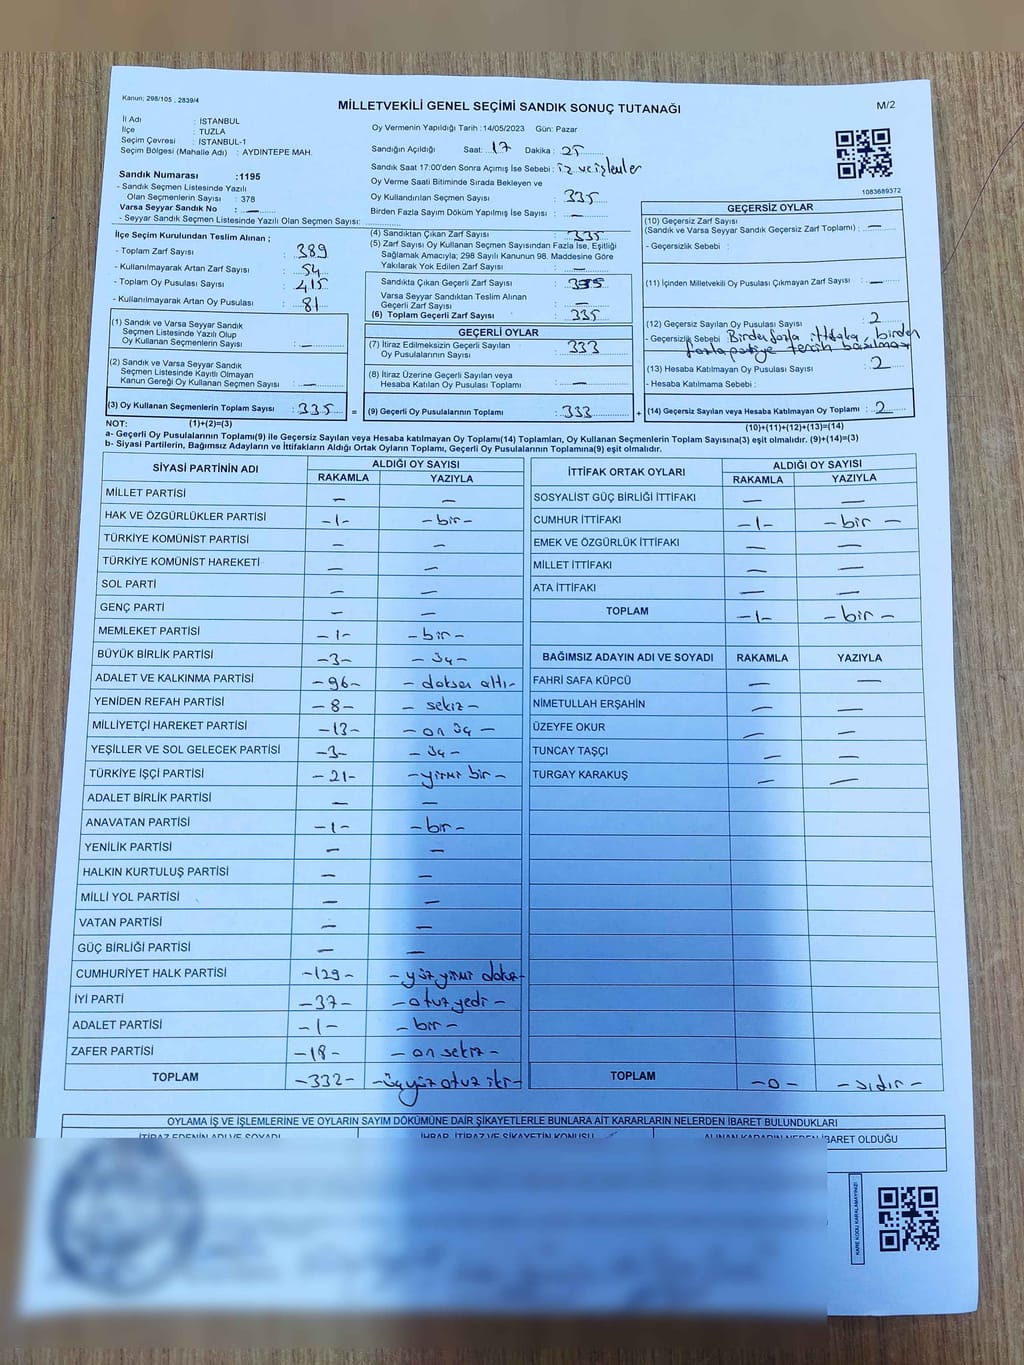 Kanun; 298/105 , 2839/4
MİLLETVEKİLİ GENEL SEÇİMİ SANDIK SONUÇ TUTANAĞI
M/2
İl Adı : İSTANBUL
İlçe : TUZLA
Seçim Çevresi : İSTANBUL-1
Seçim Bölgesi (Mahalle Adı) : AYDINTEPE MAH.
Oy Vermenin Yapıldığı Tarih :14/05/2023 Gün: Pazar
Sandığın Açıldığı Saat: 17 Dakika : 25
Sandık Saat 17:00'den Sonra Açımış İse Sebebi : iz ve işlemler
Oy Verme Saati Bitiminde Sırada Bekleyen ve
Oy Kullandırılan Seçmen Sayısı : 335
Birden Fazla Sayım Döküm Yapılmış İse Sayısı : —
1083689372
Sandık Numarası :1195
- Sandık Seçmen Listesinde Yazılı
Olan Seçmenlerin Sayısı : 378
Varsa Seyyar Sandık No : —
- Seyyar Sandık Seçmen Listesinde Yazılı Olan Seçmen Sayısı:
İlçe Seçim Kurulundan Teslim Alınan ;
- Toplam Zarf Sayısı : 389
- Kullanılmayarak Artan Zarf Sayısı : 54
- Toplam Oy Pusulası Sayısı : 415
- Kullanılmayarak Artan Oy Pusulası : 81
(1) Sandık ve Varsa Seyyar Sandık
Seçmen Listesinde Yazılı Olup
Oy Kullanan Seçmenlerin Sayısı : —
(2) Sandık ve Varsa Seyyar Sandık
Seçmen Listesinde Kayıtlı Olmayan
Kanun Gereği Oy Kullanan Seçmen Sayısı : —
(3) Oy Kullanan Seçmenlerin Toplam Sayısı : 335 =
(4) Sandıktan Çıkan Zarf Sayısı : 335
(5) Zarf Sayısı Oy Kullanan Seçmen Sayısından Fazla İse, Eşitliği
Sağlamak Amacıyla; 298 Sayılı Kanunun 98. Maddesine Göre
Yakılarak Yok Edilen Zarf Sayısı : —
Sandıkta Çıkan Geçerli Zarf Sayısı : 335
Varsa Seyyar Sandıktan Teslim Alınan
Geçerli Zarf Sayısı : —
(6) Toplam Geçerli Zarf Sayısı : 335
GEÇERLİ OYLAR
(7) İtiraz Edilmeksizin Geçerli Sayılan
Oy Pusulalarının Sayısı : 333
(8) İtiraz Üzerine Geçerli Sayılan veya
Hesaba Katılan Oy Pusulası Toplamı : —
(9) Geçerli Oy Pusulalarının Toplamı : 333 +
GEÇERSİZ OYLAR
(10) Geçersiz Zarf Sayısı
(Sandık ve Varsa Seyyar Sandık Geçersiz Zarf Toplamı) : —
- Geçersizlik Sebebi :
(11) İçinden Milletvekili Oy Pusulası Çıkmayan Zarf Sayısı : —
(12) Geçersiz Sayılan Oy Pusulası Sayısı : 2
- Geçersizlik Sebebi : Birden fazla ittifaka, birden
fazla partiye tercih basılması
(13) Hesaba Katılmayan Oy Pusulası Sayısı : 2
- Hesaba Katılmama Sebebi :
(14) Geçersiz Sayılan veya Hesaba Katılmayan Oy Toplamı : 2
NOT: (1)+(2)=(3) (10)+(11)+(12)+(13)=(14)
a- Geçerli Oy Pusulalarının Toplamı(9) ile Geçersiz Sayılan veya Hesaba katılmayan Oy Toplamı(14) Toplamları, Oy Kullanan Seçmenlerin Toplam Sayısına(3) eşit olmalıdır. (9)+(14)=(3)
b- Siyasi Partilerin, Bağımsız Adayların ve İttifakların Aldığı Ortak Oyların Toplamı, Geçerli Oy Pusulalarının Toplamına(9) eşit olmalıdır.
SİYASİ PARTİNİN ADI ALDIĞI OY SAYISI
RAKAMLA YAZIYLA
MİLLET PARTİSİ — —
HAK VE ÖZGÜRLÜKLER PARTİSİ -1- -bir-
TÜRKİYE KOMÜNİST PARTİSİ — —
TÜRKİYE KOMÜNİST HAREKETİ — —
SOL PARTİ — —
GENÇ PARTİ — —
MEMLEKET PARTİSİ -1- -bir-
BÜYÜK BİRLİK PARTİSİ -3- -üç-
ADALET VE KALKINMA PARTİSİ -96- -doksan altı-
YENİDEN REFAH PARTİSİ -8- -sekiz-
MİLLİYETÇİ HAREKET PARTİSİ -13- -on üç-
YEŞİLLER VE SOL GELECEK PARTİSİ -3- -üç-
TÜRKİYE İŞÇİ PARTİSİ -21- -yirmi bir-
ADALET BİRLİK PARTİSİ — —
ANAVATAN PARTİSİ -1- -bir-
YENİLİK PARTİSİ — —
HALKIN KURTULUŞ PARTİSİ — —
MİLLİ YOL PARTİSİ — —
VATAN PARTİSİ — —
GÜÇ BİRLİĞİ PARTİSİ — —
CUMHURİYET HALK PARTİSİ -129- -yüz yirmi dokuz-
İYİ PARTİ -37- -otuz yedi-
ADALET PARTİSİ -1- -bir-
ZAFER PARTİSİ -18- -on sekiz-
TOPLAM -332- -üçyüz otuz iki-
İTTİFAK ORTAK OYLARI ALDIĞI OY SAYISI
RAKAMLA YAZIYLA
SOSYALİST GÜÇ BİRLİĞİ İTTİFAKI — —
CUMHUR İTTİFAKI -1- -bir-
EMEK VE ÖZGÜRLÜK İTTİFAKI — —
MİLLET İTTİFAKI — —
ATA İTTİFAKI — —
TOPLAM -1- -bir-
BAĞIMSIZ ADAYIN ADI VE SOYADI RAKAMLA YAZIYLA
FAHRİ SAFA KÜPCÜ — —
NİMETULLAH ERŞAHİN — —
ÜZEYFE OKUR — —
TUNCAY TAŞÇI — —
TURGAY KARAKUŞ — —
TOPLAM -0- -sıfır-
OYLAMA İŞ VE İŞLEMLERİNE VE OYLARIN SAYIM DÖKÜMÜNE DAİR ŞİKAYETLERLE BUNLARA AİT KARARLARIN NELERDEN İBARET BULUNDUKLARI
İTİRAZ EDENİN ADI VE SOYADI İHBAR, İTİRAZ VE ŞİKAYETİN KONUSU ALINAN KARARIN NEDEN İBARET OLDUĞU
KARE KODU KARALAMAYINIZ!